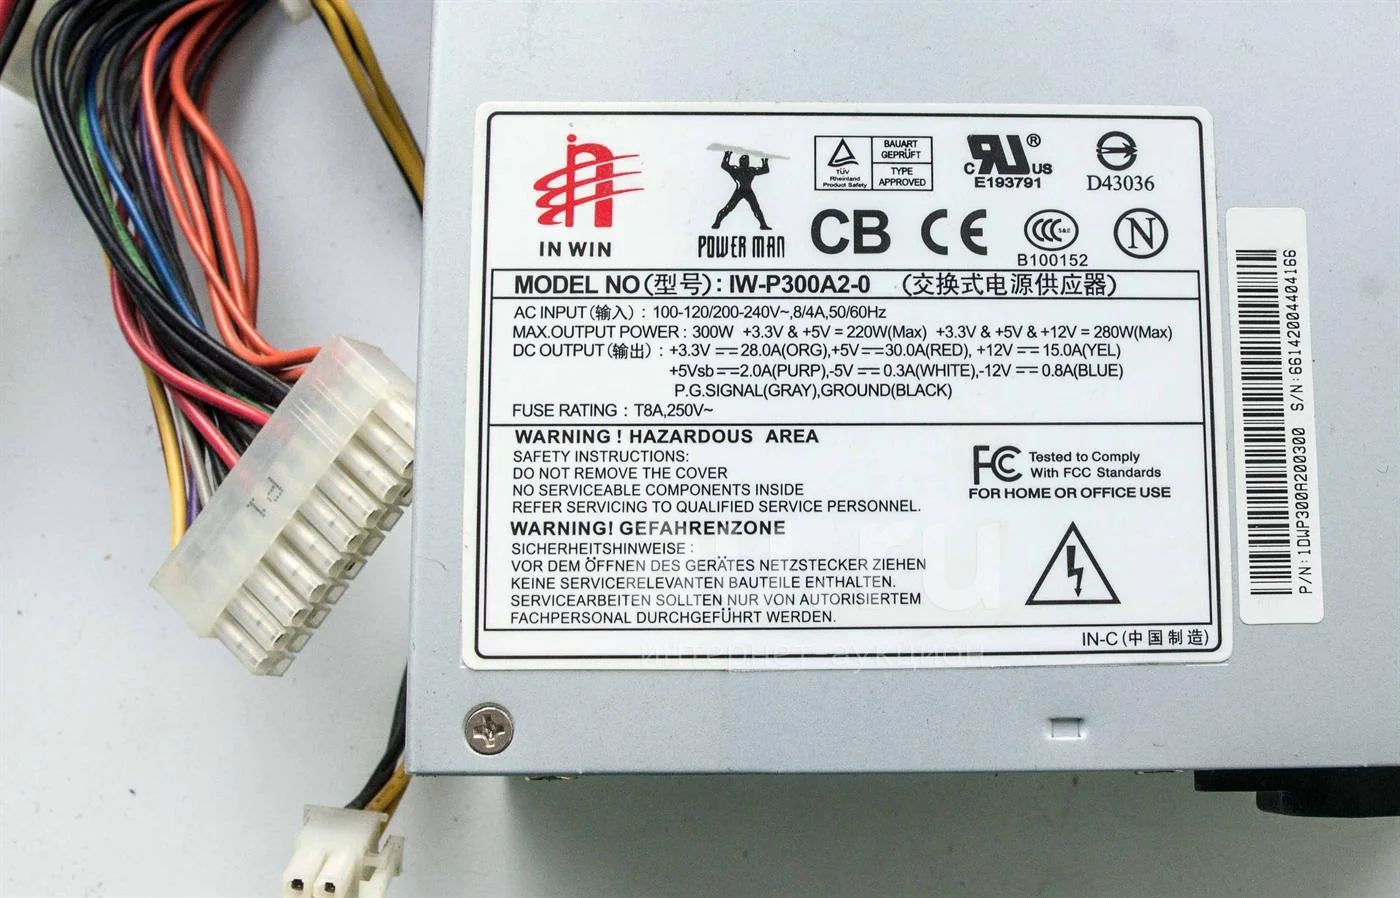 IN WIN
POWER MAN
TÜV
Rheinland
Product Safety
BAUART
GEPRÜFT
TYPE
APPROVED
C RU US ®
E193791
D43036
CB CE
CCC S&E
B100152
N
MODEL NO(型号): IW-P300A2-0 (交换式电源供应器)
AC INPUT(输入) : 100-120/200-240V~,8/4A,50/60Hz
MAX.OUTPUT POWER : 300W +3.3V & +5V = 220W(Max) +3.3V & +5V & +12V = 280W(Max)
DC OUTPUT(输出) : +3.3V ⎓ 28.0A(ORG),+5V ⎓ 30.0A(RED), +12V ⎓ 15.0A(YEL)
+5Vsb ⎓ 2.0A(PURP),-5V ⎓ 0.3A(WHITE),-12V ⎓ 0.8A(BLUE)
P.G.SIGNAL(GRAY),GROUND(BLACK)
FUSE RATING : T8A,250V~
WARNING ! HAZARDOUS AREA
SAFETY INSTRUCTIONS:
DO NOT REMOVE THE COVER
NO SERVICEABLE COMPONENTS INSIDE
REFER SERVICING TO QUALIFIED SERVICE PERSONNEL.
WARNING! GEFAHRENZONE
SICHERHEITSHINWEISE :
VOR DEM ÖFFNEN DES GERÄTES NETZSTECKER ZIEHEN
KEINE SERVICERELEVANTEN BAUTEILE ENTHALTEN.
SERVICEARBEITEN SOLLTEN NUR VON AUTORISIERTEM
FACHPERSONAL DURCHGEFÜHRT WERDEN.
FC Tested to Comply
With FCC Standards
FOR HOME OR OFFICE USE
IN-C(中国制造)
P/N:1DWP300A200300 S/N:66142004404166
.ru
интернет-аукцион